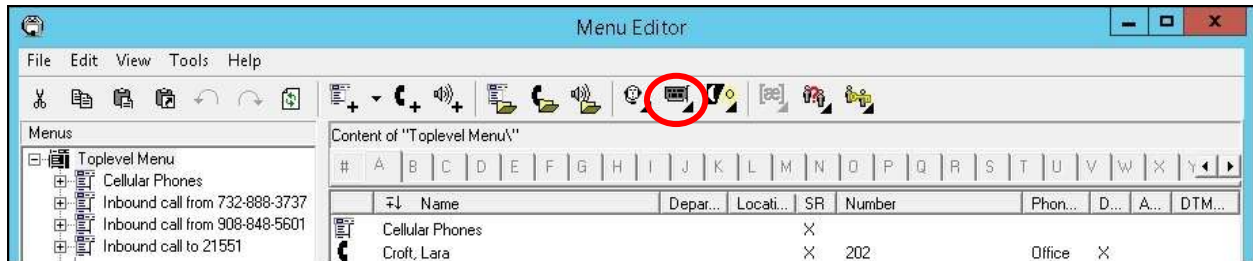 Menu Editor
File Edit View Tools Help
Menus
Content of "Toplevel Menu\"
Toplevel Menu
# A B C D E F G H I J K L M N O P Q R S T U V W X Y
Cellular Phones
Inbound call from 732-888-3737
Name Depar... Locati... SR Number Phon... D... A... DTM...
Inbound call from 908-848-5601
Cellular Phones X
Inbound call to 21551
Croft, Lara X 202 Office X